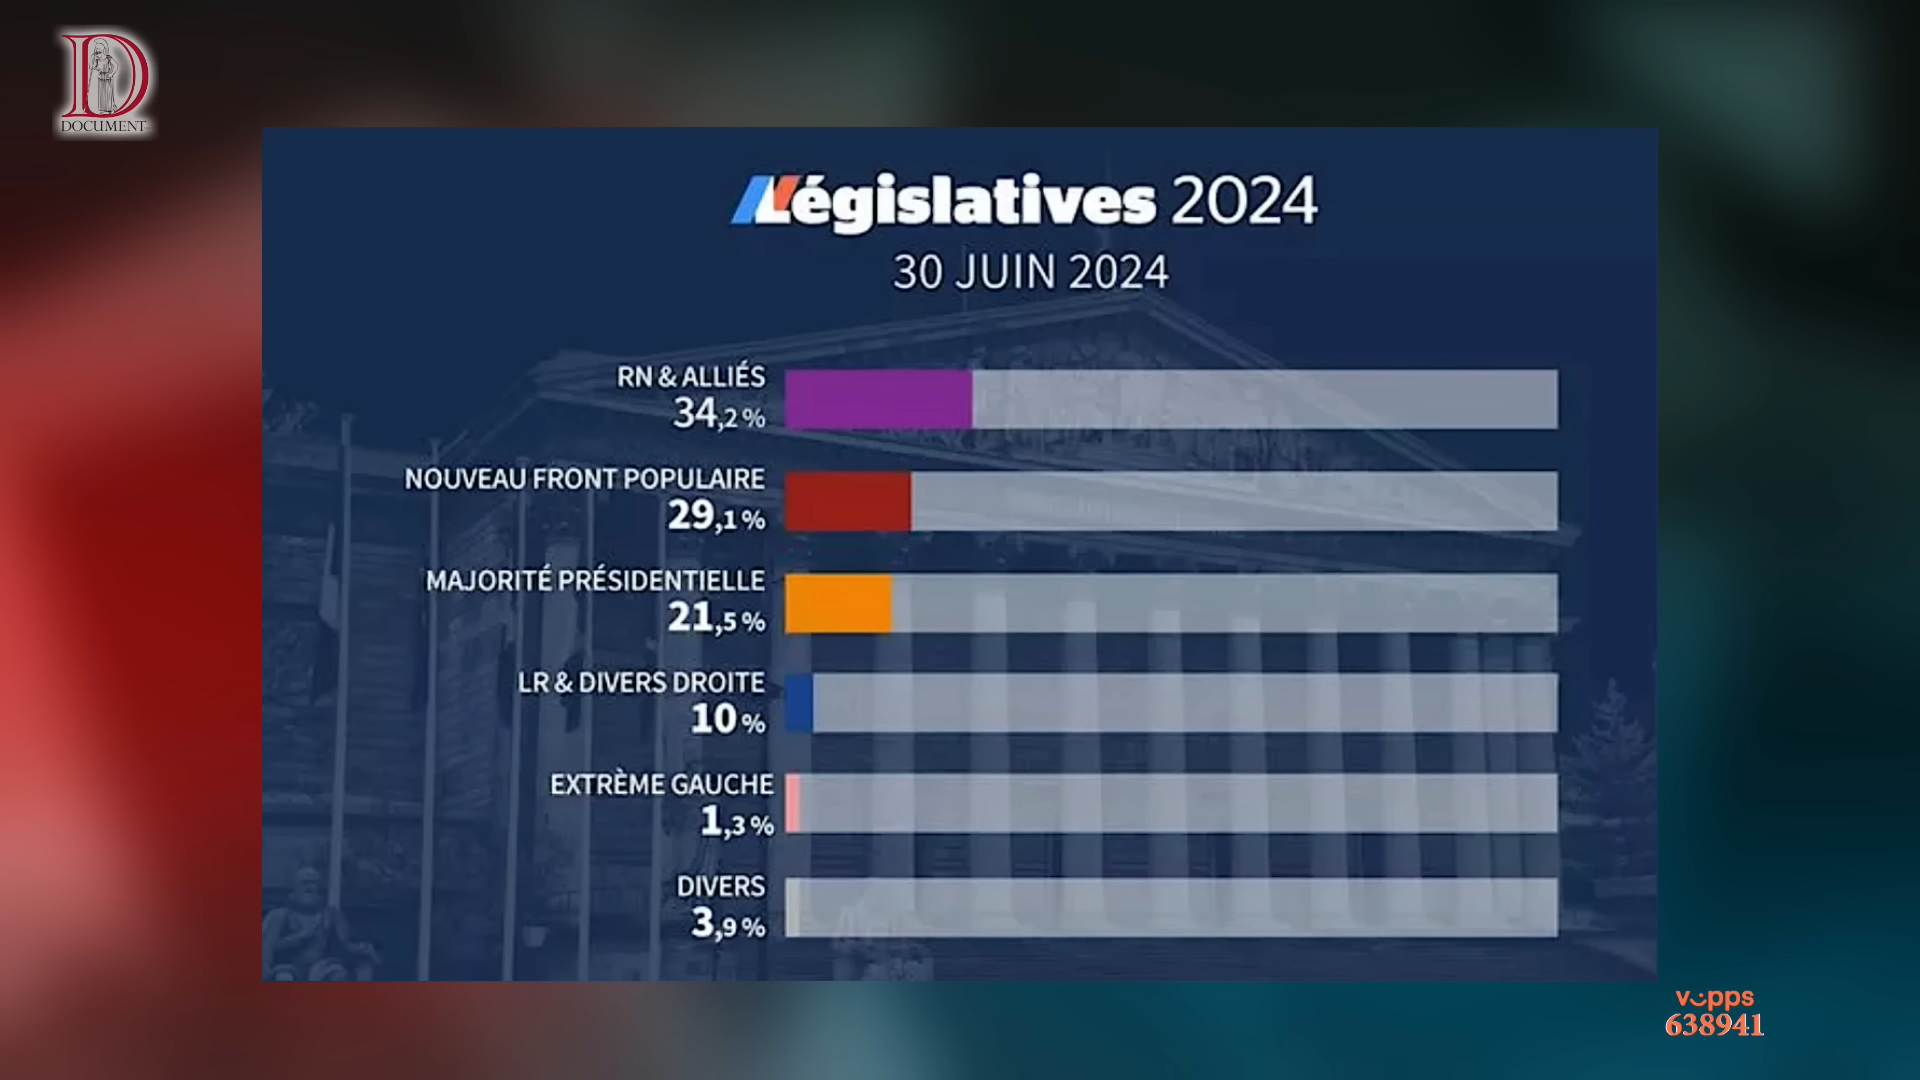 D
DOCUMENT
Législatives 2024
30 JUIN 2024
RN & ALLIÉS
34,2 %
NOUVEAU FRONT POPULAIRE
29,1 %
MAJORITÉ PRÉSIDENTIELLE
21,5 %
LR & DIVERS DROITE
10 %
EXTRÈME GAUCHE
1,3 %
DIVERS
3,9 %
vipps
638941